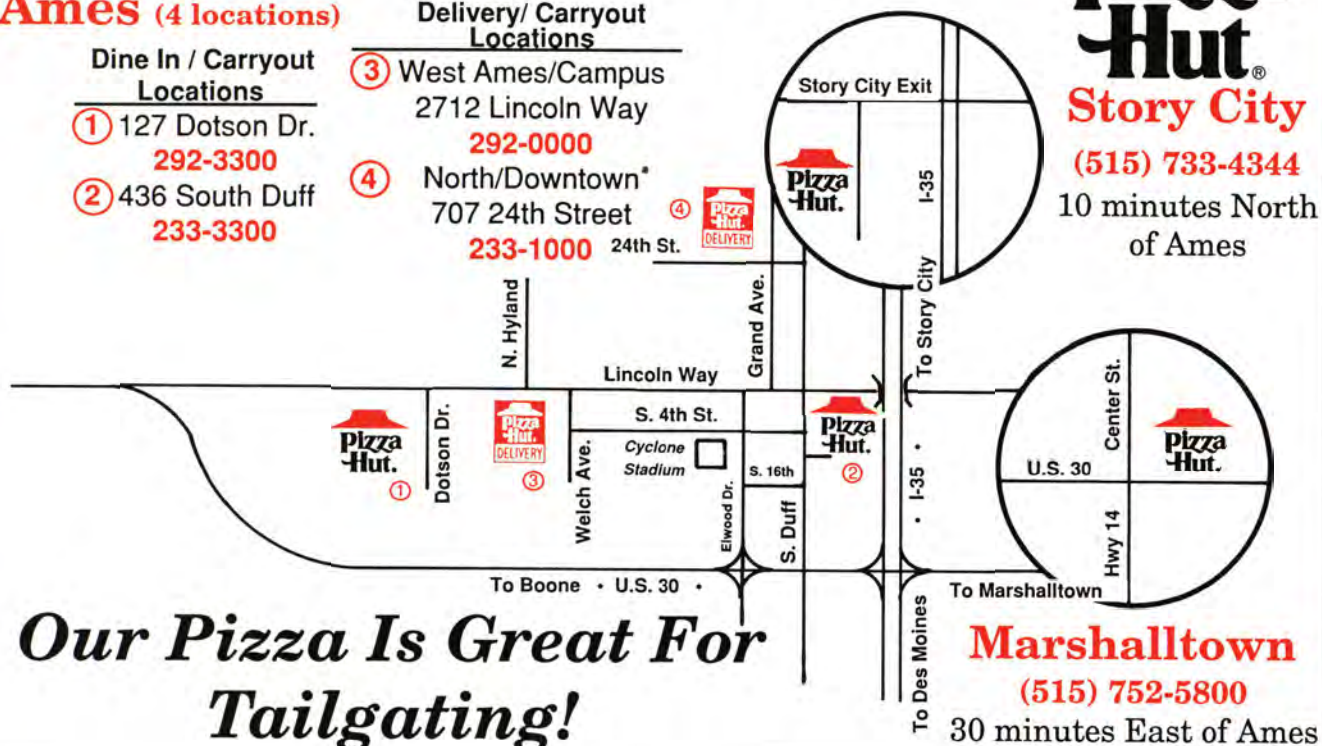 Ames (4 locations)
Dine In / Carryout
Locations
① 127 Dotson Dr.
292-3300
② 436 South Duff
233-3300
Delivery/ Carryout
Locations
③ West Ames/Campus
2712 Lincoln Way
292-0000
④ North/Downtown*
707 24th Street
233-1000
Hut.®
Story City
(515) 733-4344
10 minutes North
of Ames
Story City Exit
Pizza
Hut.
I-35
④
Pizza
Hut.
DELIVERY
24th St.
N. Hyland
Grand Ave.
To Story City
Lincoln Way
Pizza
Hut.
①
Dotson Dr.
Pizza
Hut.
DELIVERY
③
Welch Ave.
S. 4th St.
Cyclone
Stadium
Elwood Dr.
S. 16th
S. Duff
Pizza
Hut.
②
• I-35 •
Center St.
Pizza
Hut.
U.S. 30
Hwy 14
To Boone • U.S. 30 •
To Marshalltown
To Des Moines
Our Pizza Is Great For
Tailgating!
Marshalltown
(515) 752-5800
30 minutes East of Ames